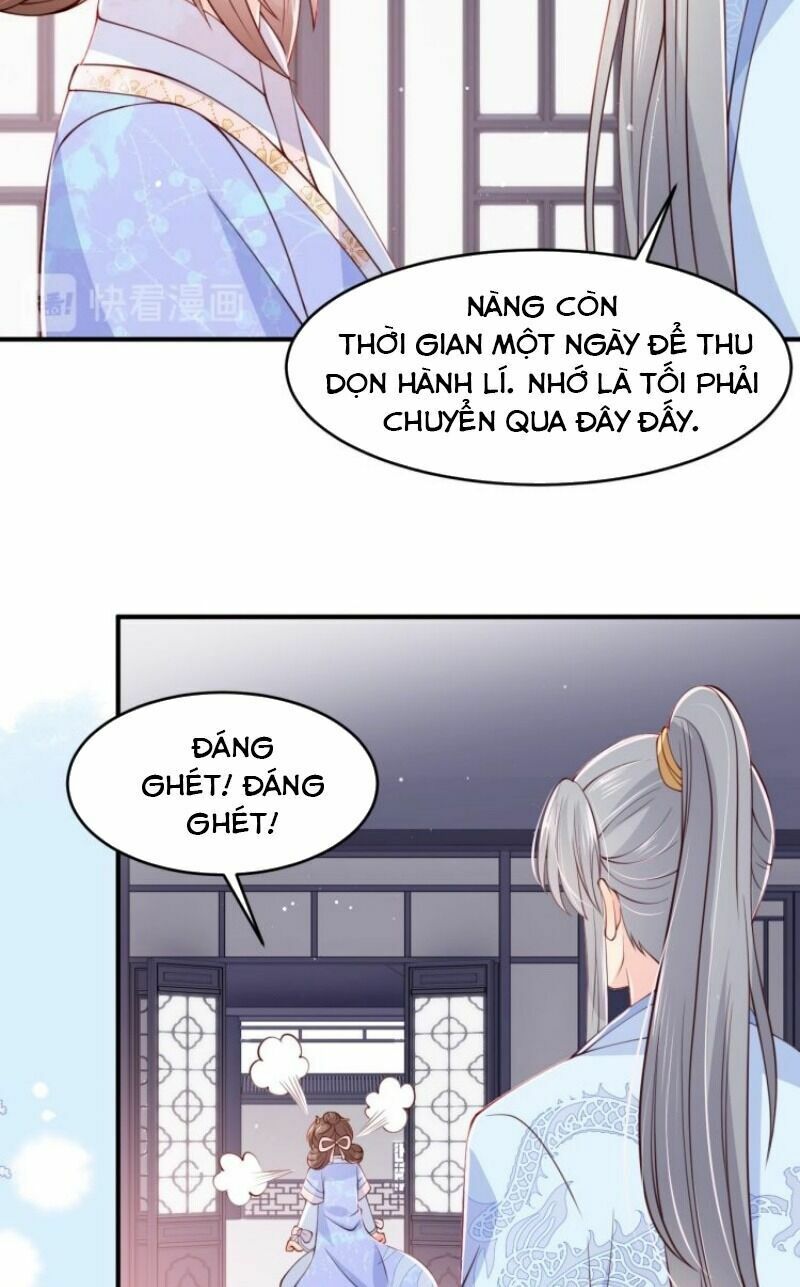 快看漫画
NÀNG CÒN
THỜI GIAN MỘT NGÀY ĐỂ THU
DỌN HÀNH LÍ. NHỚ LÀ TỐI PHẢI
CHUYỂN QUA ĐÂY ĐẤY.
ĐÁNG
GHÉT! ĐÁNG
GHÉT!